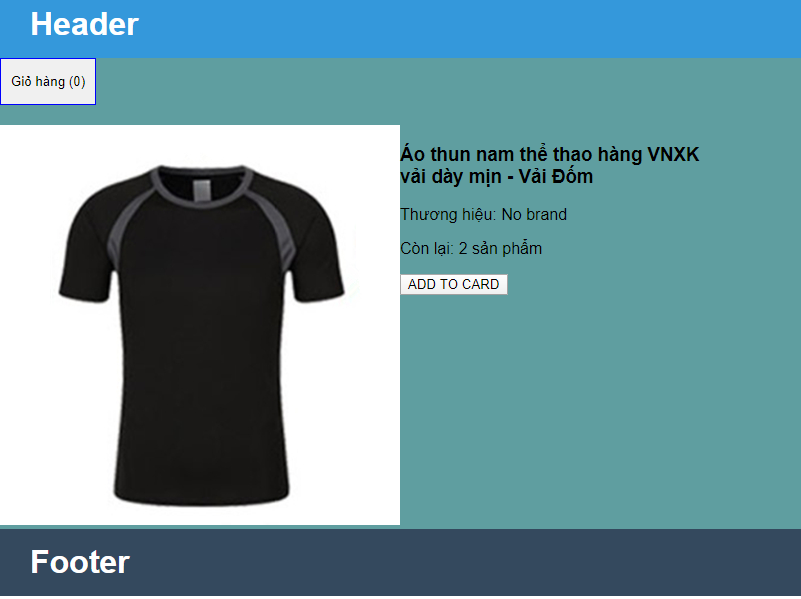 Header
Giỏ hàng (0)
Áo thun nam thể thao hàng VNXK
vải dày mịn - Vải Đốm
Thương hiệu: No brand
Còn lại: 2 sản phẩm
ADD TO CARD
Footer